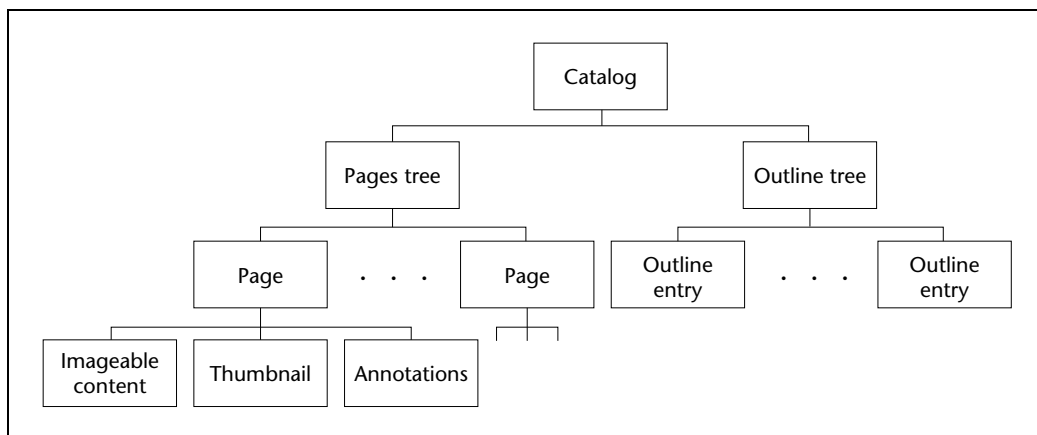 Catalog
Pages tree
Outline tree
Page
. . .
Page
Outline
entry
. . .
Outline
entry
Imageable
content
Thumbnail
Annotations